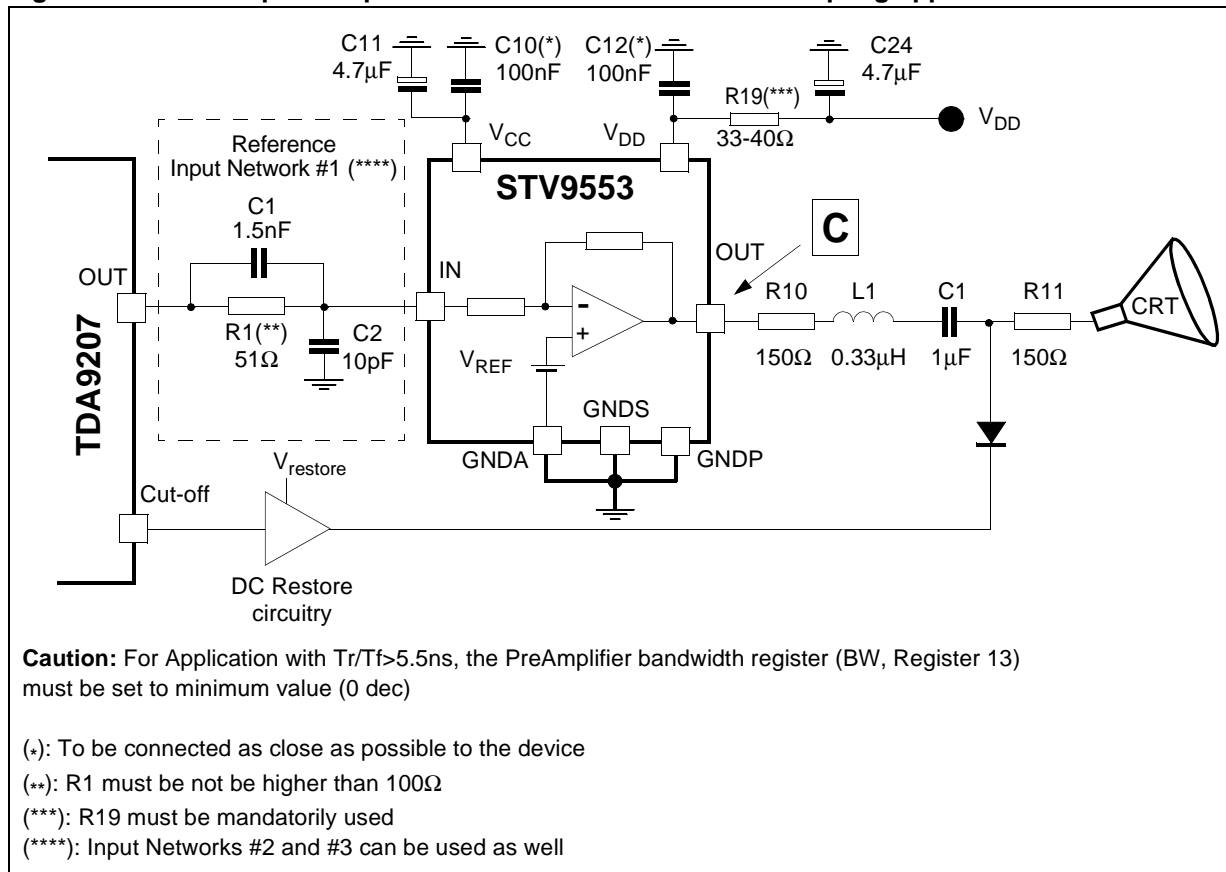 C11
4.7μF
C10(*)
100nF
C12(*)
100nF
C24
4.7μF
R19(***)
33-40Ω
VDD
VCC
VDD
Reference
Input Network #1 (****)
C1
1.5nF
OUT
R1(**)
51Ω
C2
10pF
TDA9207
IN
STV9553
-
+
VREF
GNDS
GNDA
GNDP
OUT
C
R10
150Ω
L1
0.33μH
C1
1μF
R11
150Ω
CRT
Cut-off
Vrestore
DC Restore
circuitry
Caution: For Application with Tr/Tf>5.5ns, the PreAmplifier bandwidth register (BW, Register 13)
must be set to minimum value (0 dec)
(*): To be connected as close as possible to the device
(**): R1 must be not be higher than 100Ω
(***): R19 must be mandatorily used
(****): Input Networks #2 and #3 can be used as well